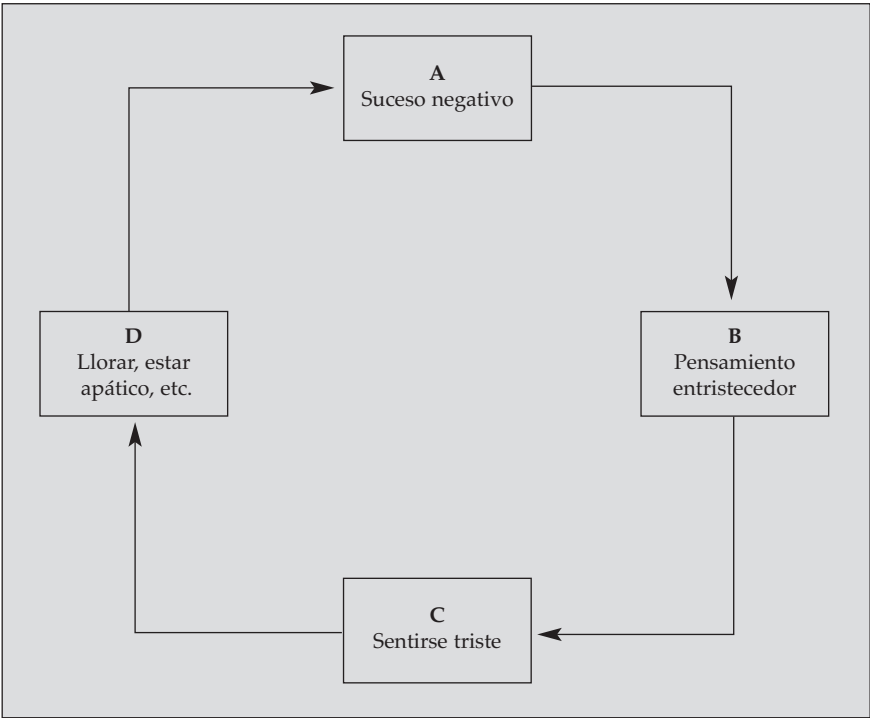 A
Suceso negativo
B
Pensamiento
entristecedor
C
Sentirse triste
D
Llorar, estar
apático, etc.